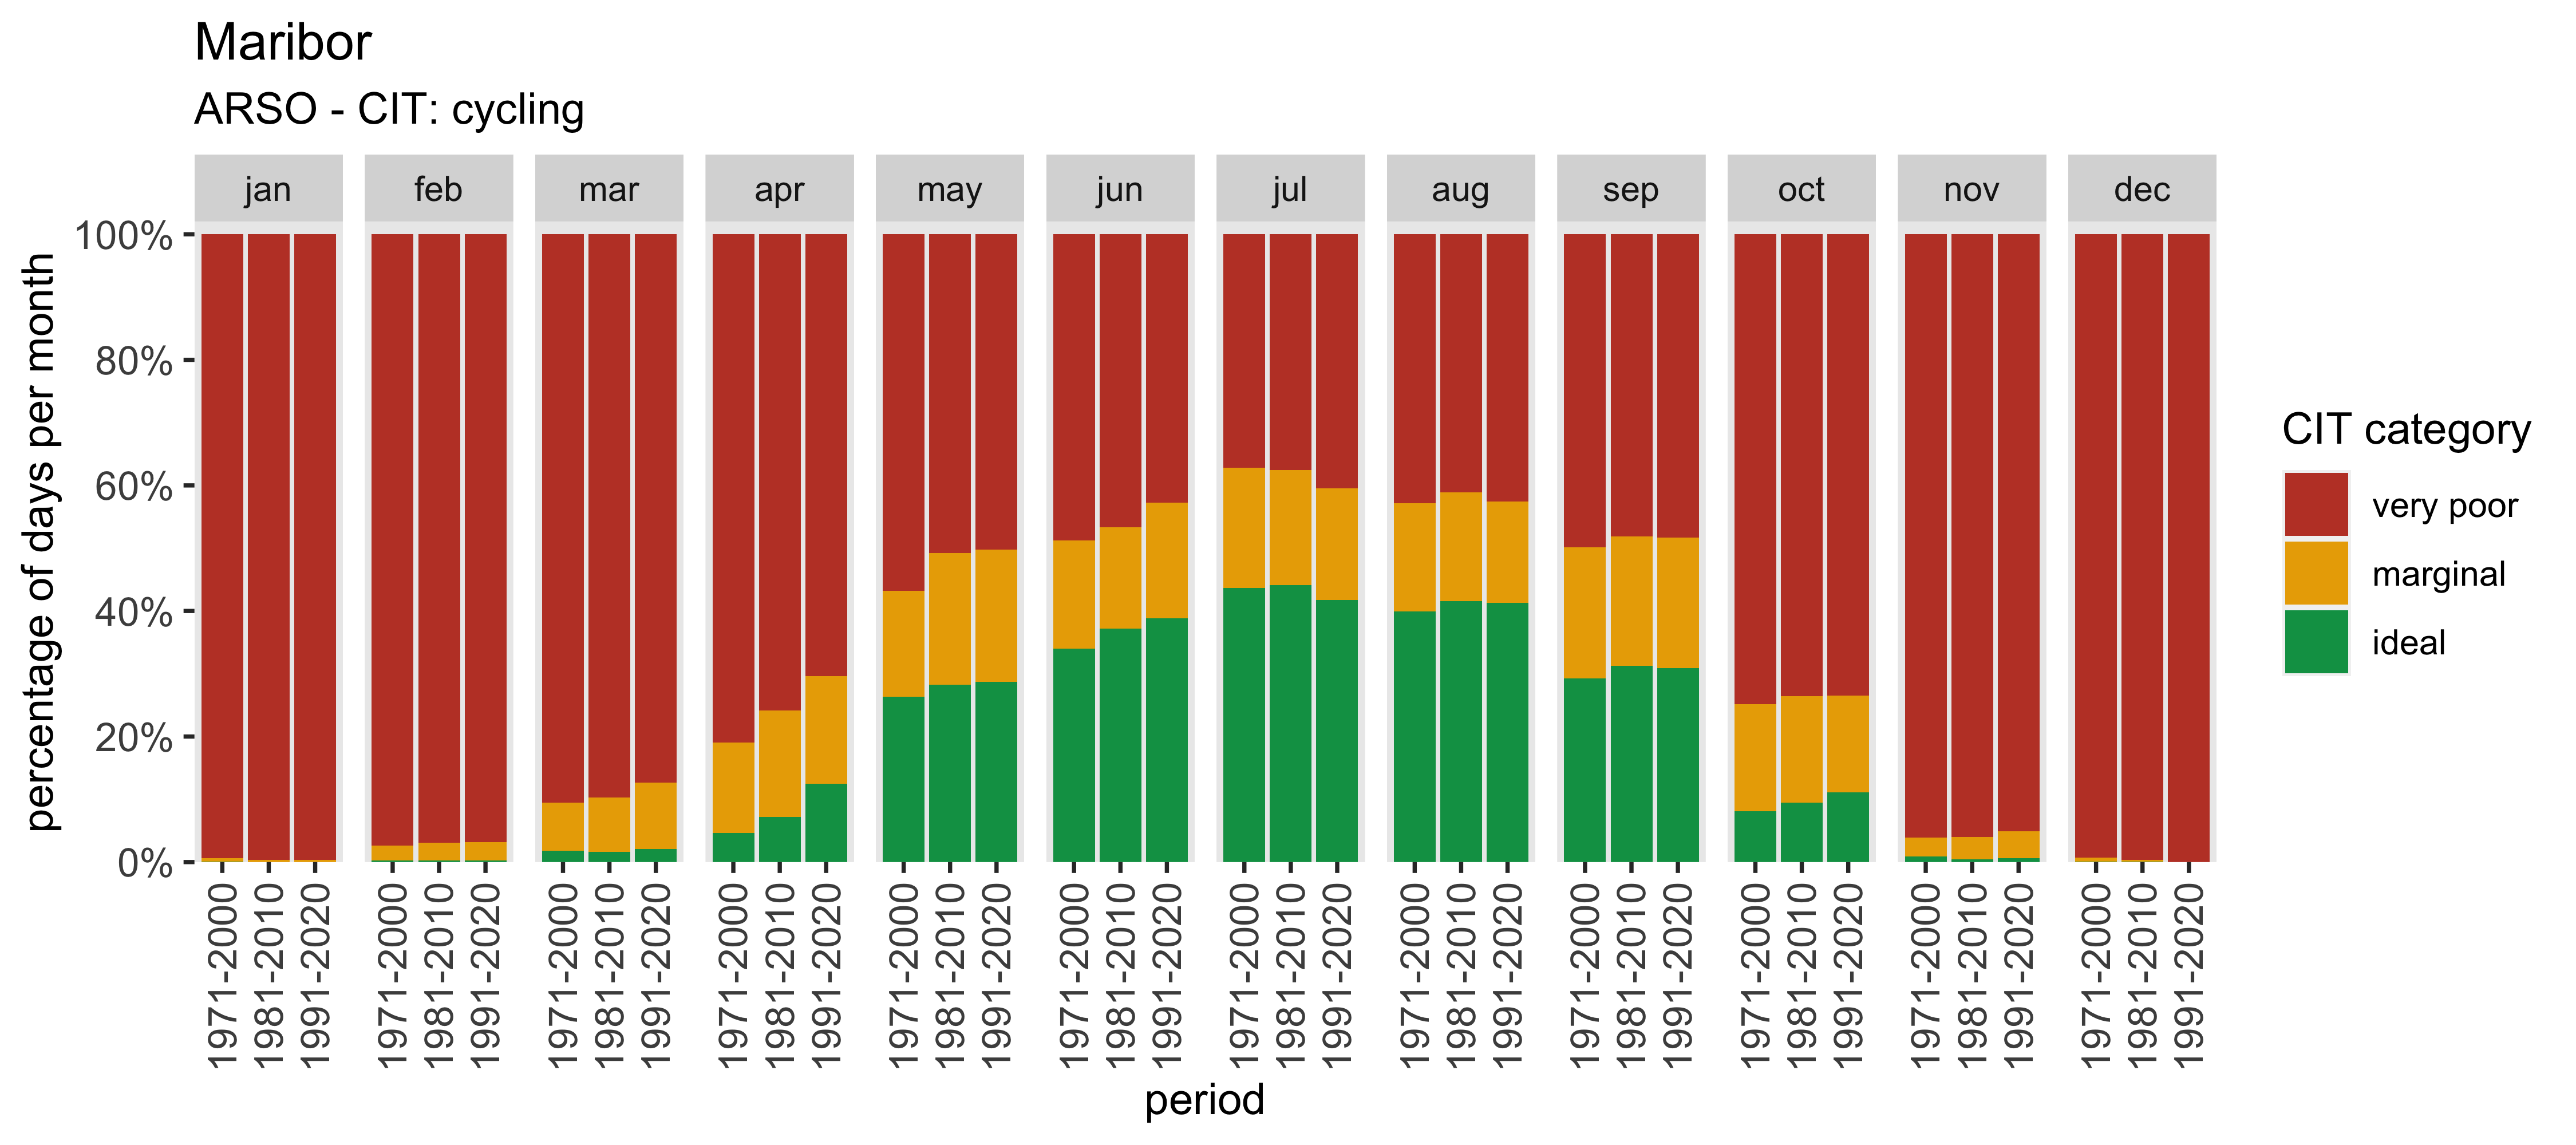 Maribor
ARSO - CIT: cycling
jan feb mar apr may jun jul aug sep oct nov dec
percentage of days per month
100%
80%
60%
40%
20%
0%
1971-2000 1981-2010 1991-2020 1971-2000 1981-2010 1991-2020 1971-2000 1981-2010 1991-2020 1971-2000 1981-2010 1991-2020 1971-2000 1981-2010 1991-2020 1971-2000 1981-2010 1991-2020 1971-2000 1981-2010 1991-2020 1971-2000 1981-2010 1991-2020 1971-2000 1981-2010 1991-2020 1971-2000 1981-2010 1991-2020 1971-2000 1981-2010 1991-2020 1971-2000 1981-2010 1991-2020
period
CIT category
very poor
marginal
ideal